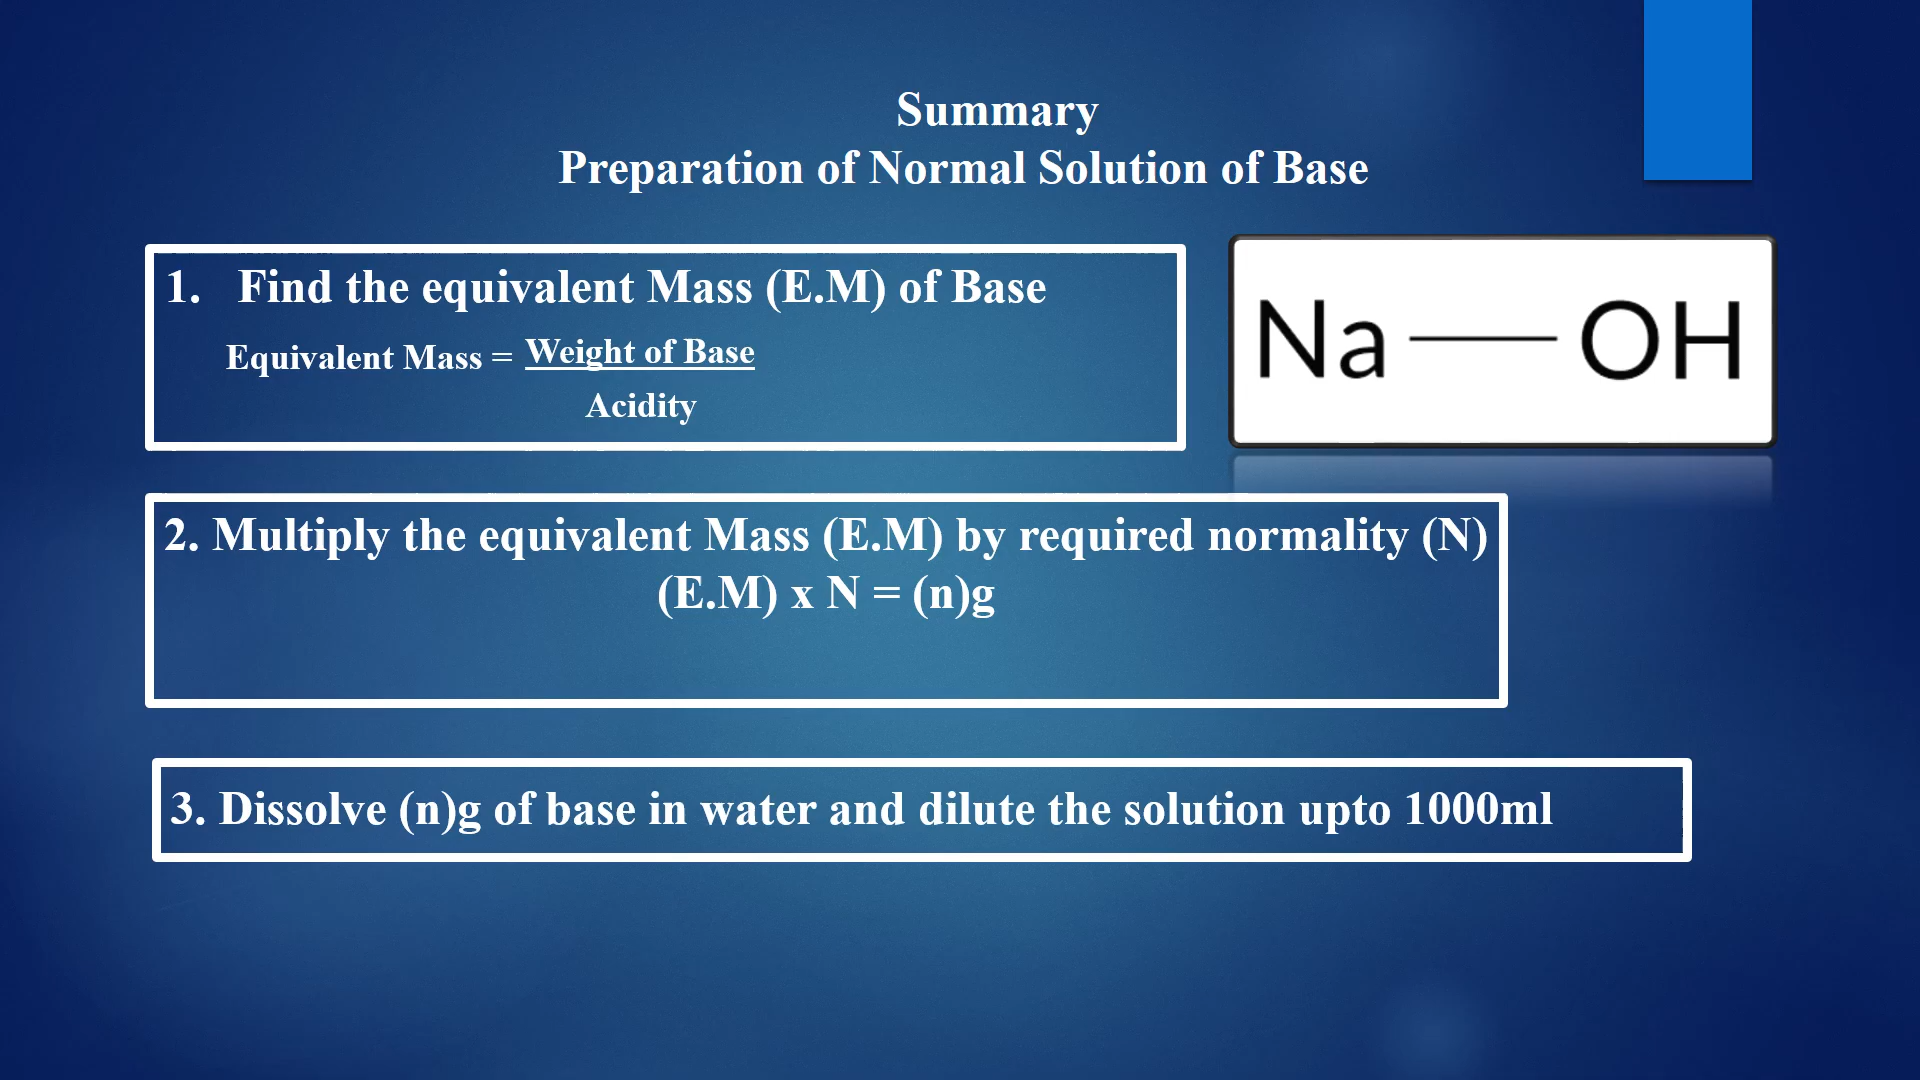 Summary
Preparation of Normal Solution of Base
1. Find the equivalent Mass (E.M) of Base
Equivalent Mass = Weight of Base
Acidity
Na — OH
2. Multiply the equivalent Mass (E.M) by required normality (N)
(E.M) x N = (n)g
3. Dissolve (n)g of base in water and dilute the solution upto 1000ml